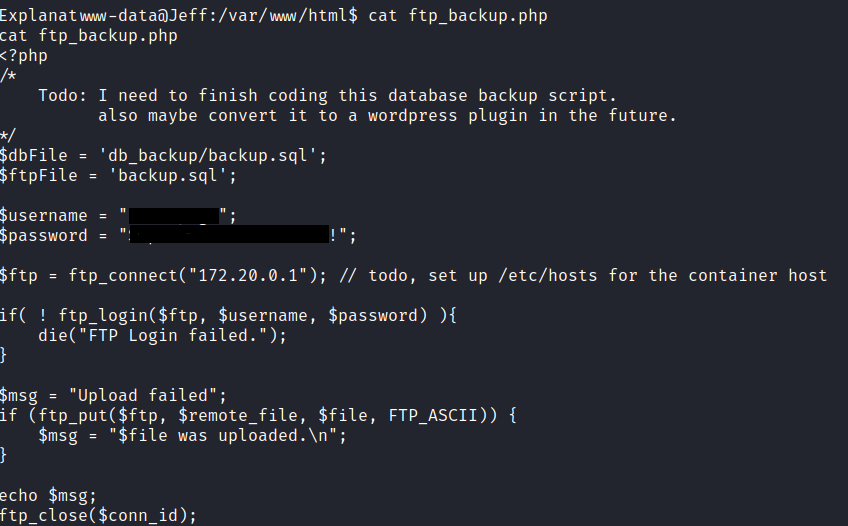 Explanatwww-data@Jeff:/var/www/html$ cat ftp_backup.php
cat ftp_backup.php
<?php
/*
    Todo: I need to finish coding this database backup script.
          also maybe convert it to a wordpress plugin in the future.
*/
$dbFile = 'db_backup/backup.sql';
$ftpFile = 'backup.sql';
$username = "";
$password = "!";
$ftp = ftp_connect("172.20.0.1"); // todo, set up /etc/hosts for the container host
if( ! ftp_login($ftp, $username, $password) ){
    die("FTP Login failed.");
}
$msg = "Upload failed";
if (ftp_put($ftp, $remote_file, $file, FTP_ASCII)) {
    $msg = "$file was uploaded.\n";
}
echo $msg;
ftp_close($conn_id);